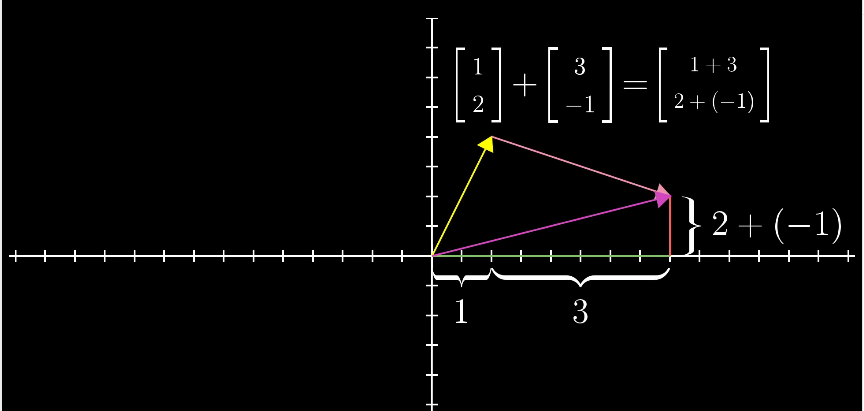 [1 2] + [3 −1] = [1 + 3 2 + (−1)]
2 + (−1)
1 3